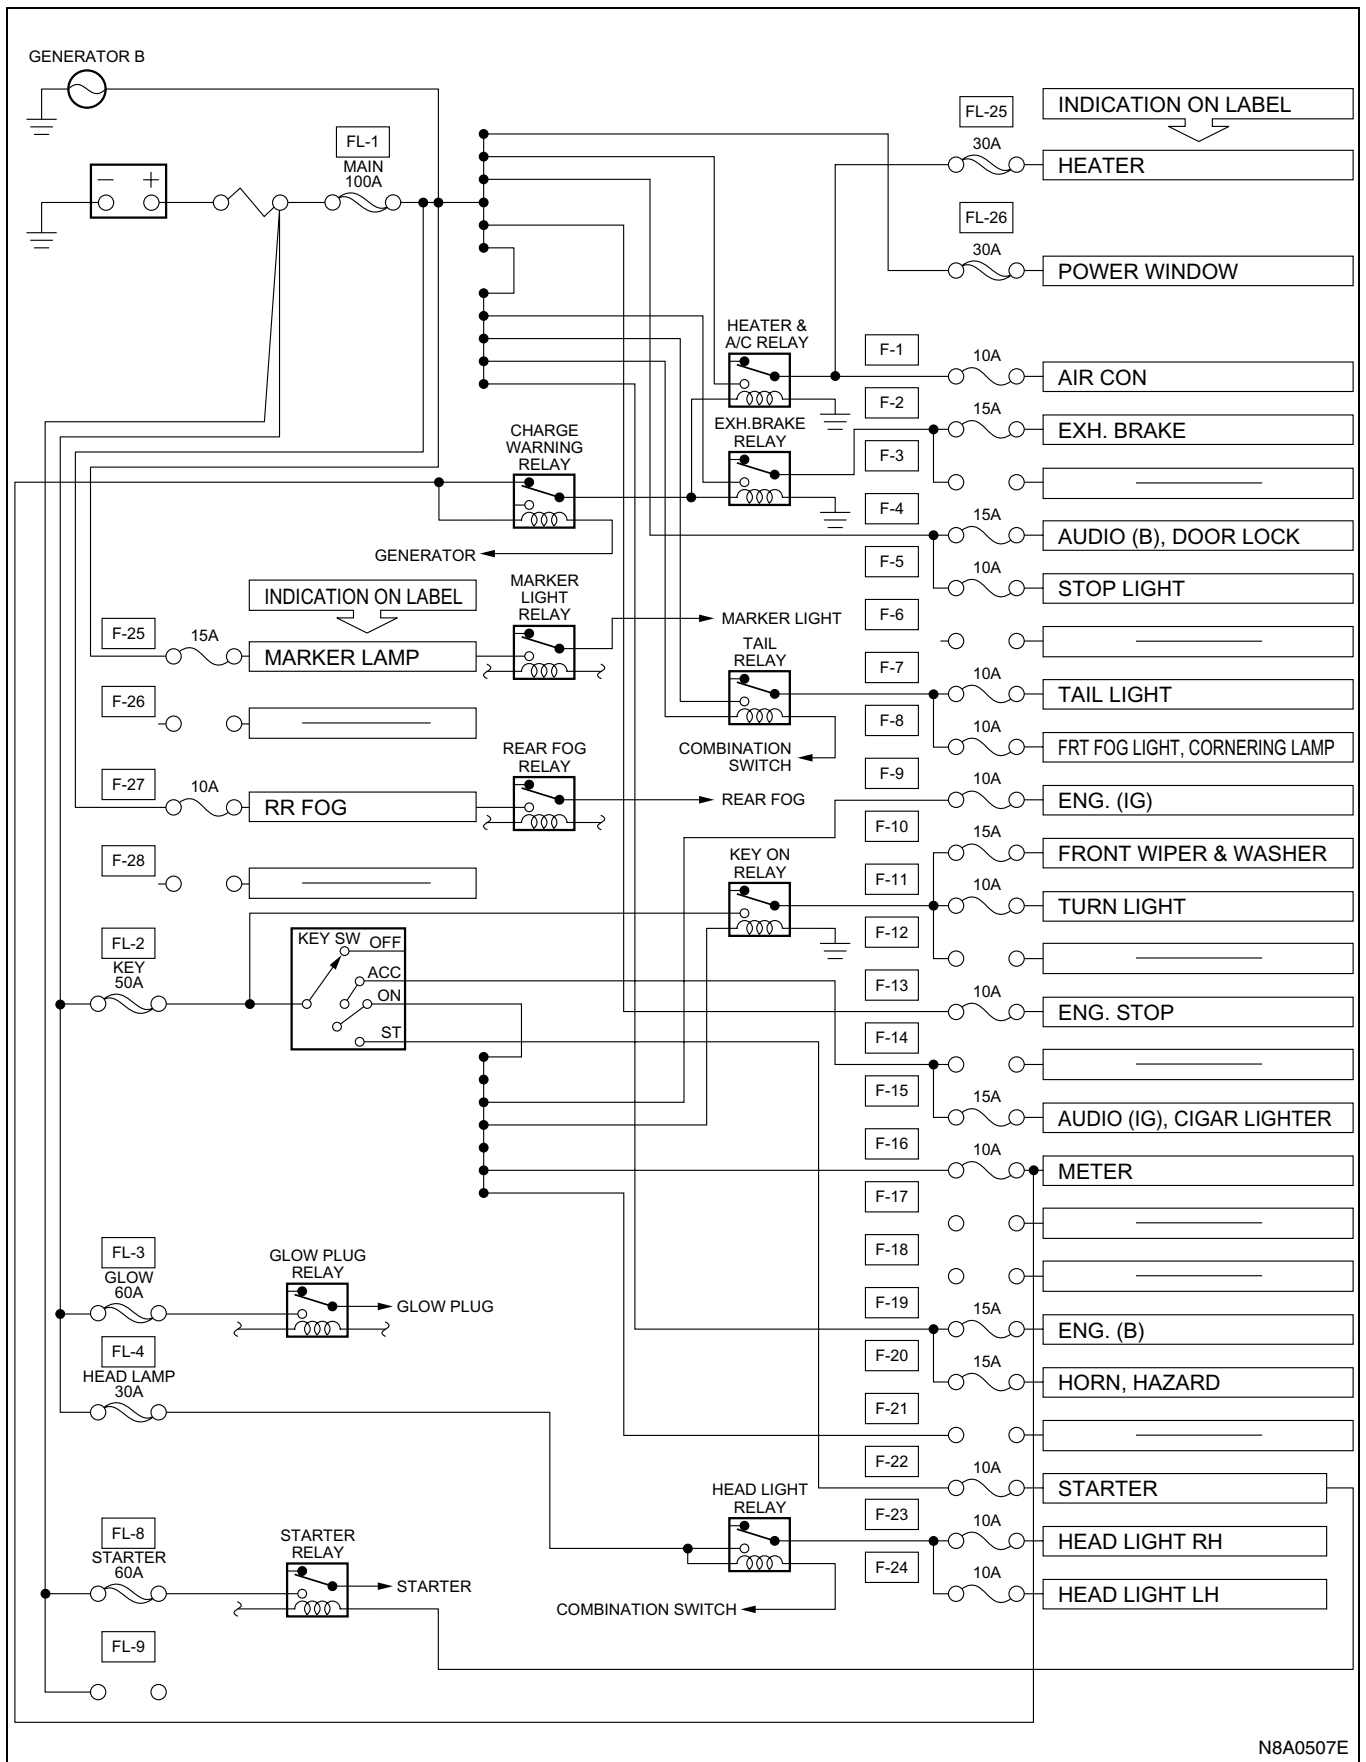 GENERATOR B
FL-1
MAIN
100A
FL-25
30A
INDICATION ON LABEL
HEATER
FL-26
30A
POWER WINDOW
HEATER &
A/C RELAY
F-1
10A
AIR CON
F-2
15A
EXH. BRAKE
EXH.BRAKE
RELAY
F-3
CHARGE
WARNING
RELAY
GENERATOR
F-4
15A
AUDIO (B), DOOR LOCK
F-5
10A
STOP LIGHT
F-6
INDICATION ON LABEL
F-25
15A
MARKER LAMP
MARKER
LIGHT
RELAY
MARKER LIGHT
TAIL
RELAY
COMBINATION
SWITCH
F-7
10A
TAIL LIGHT
F-8
10A
FRT FOG LIGHT, CORNERING LAMP
F-26
F-27
10A
RR FOG
REAR FOG
RELAY
REAR FOG
F-9
10A
ENG. (IG)
F-10
15A
FRONT WIPER & WASHER
F-28
KEY ON
RELAY
F-11
10A
TURN LIGHT
F-12
FL-2
KEY
50A
KEY SW
OFF
ACC
ON
ST
F-13
10A
ENG. STOP
F-14
F-15
15A
AUDIO (IG), CIGAR LIGHTER
F-16
10A
METER
F-17
F-18
FL-3
GLOW
60A
GLOW PLUG
RELAY
GLOW PLUG
F-19
15A
ENG. (B)
FL-4
HEAD LAMP
30A
F-20
15A
HORN, HAZARD
F-21
F-22
10A
STARTER
HEAD LIGHT
RELAY
COMBINATION SWITCH
F-23
10A
HEAD LIGHT RH
F-24
10A
HEAD LIGHT LH
FL-8
STARTER
60A
STARTER
RELAY
STARTER
FL-9
N8A0507E